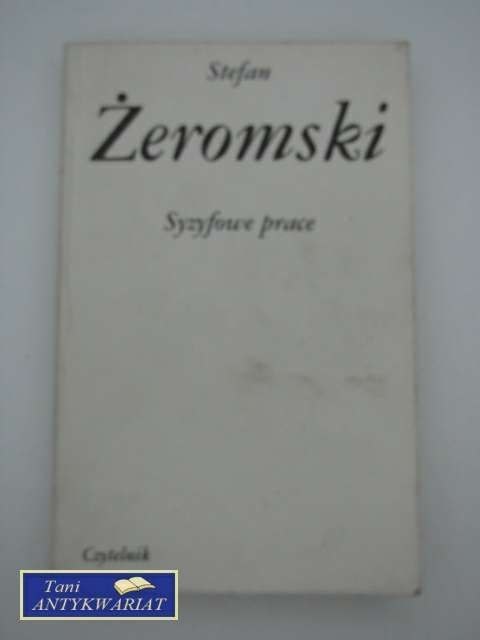 Stefan
Żeromski
Syzyfowe prace
Czytelnik
Tani
ANTYKWARIAT